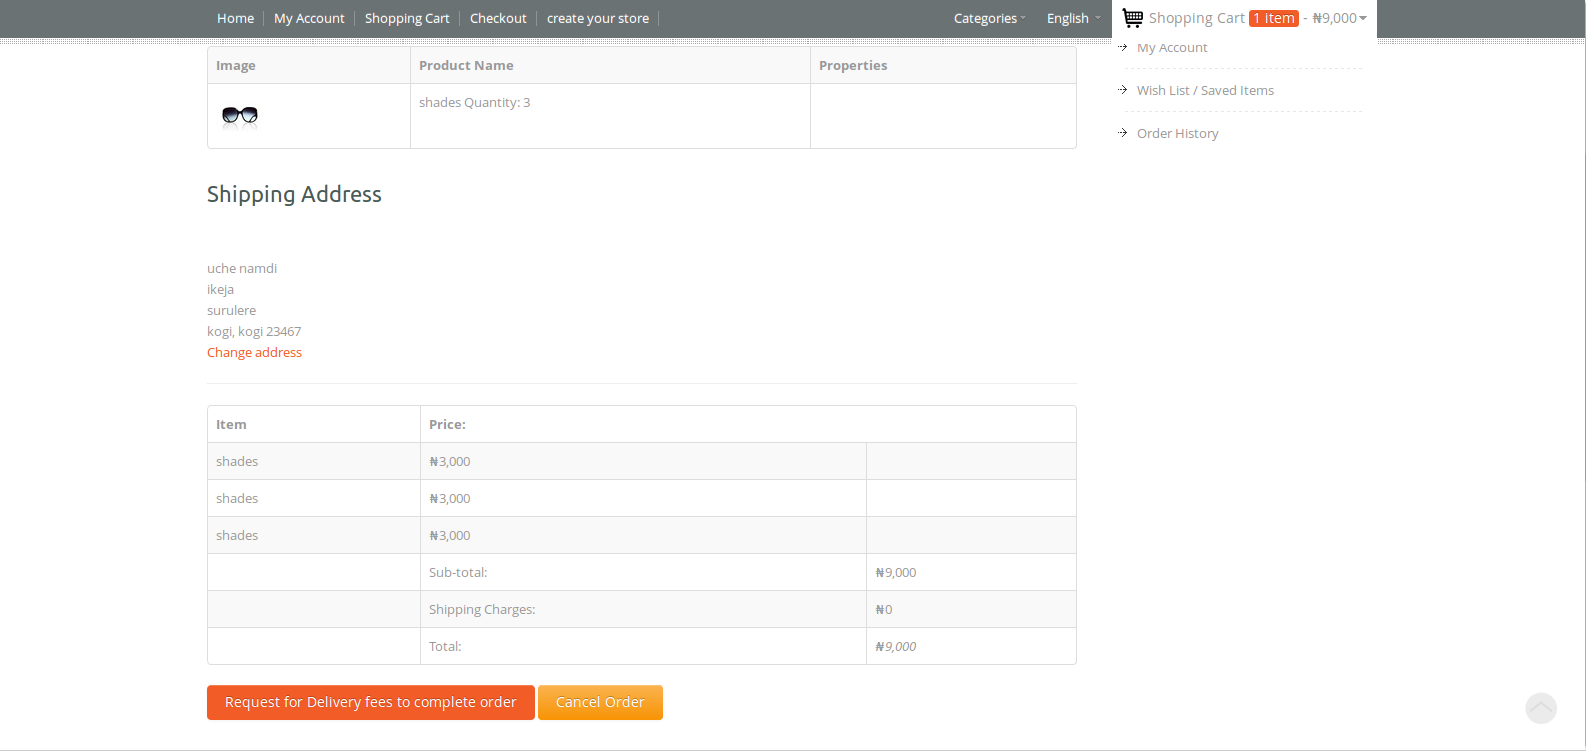 Home My Account Shopping Cart Checkout create your store Categories English Shopping Cart 1 item - ₦9,000
My Account
Wish List / Saved Items
Order History
Image Product Name Properties
shades Quantity: 3
Shipping Address
uche namdi
ikeja
surulere
kogi, kogi 23467
Change address
Item Price:
shades ₦3,000
shades ₦3,000
shades ₦3,000
Sub-total: ₦9,000
Shipping Charges: ₦0
Total: ₦9,000
Request for Delivery fees to complete order Cancel Order